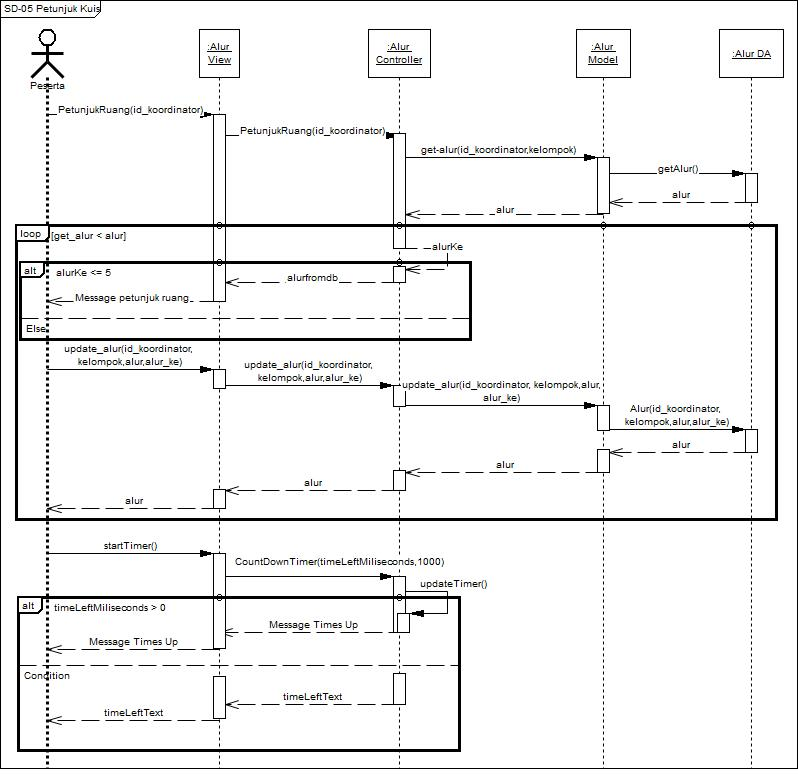 SD-05 Petunjuk Kuis
:Alur
View
:Alur
Controller
:Alur
Model
:Alur DA
Peserta
PetunjukRuang(id_koordinator)
PetunjukRuang(id_koordinator)
get-alur(id_koordinator,kelompok)
getAlur()
alur
alur
loop
[get_alur < alur]
alurKe
alt
alurKe <= 5
alurfromdb
Message petunjuk ruang
Else
update_alur(id_koordinator,
kelompok,alur,alur_ke)
update_alur(id_koordinator,
kelompok,alur,alur_ke)
update_alur(id_koordinator, kelompok,alur,
alur_ke)
Alur(id_koordinator,
kelompok,alur,alur_ke)
alur
alur
alur
alur
startTimer()
CountDownTimer(timeLeftMiliseconds,1000)
updateTimer()
alt
timeLeftMiliseconds > 0
Message Times Up
Message Times Up
Condition
timeLeftText
timeLeftText